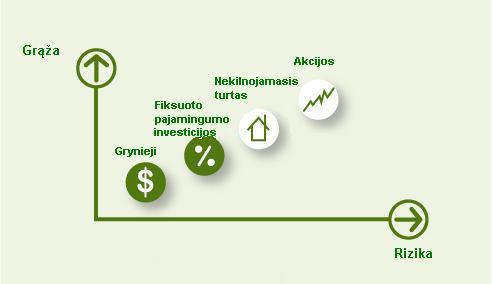 Grąža
Akcijos
Nekilnojamasis
turtas
Fiksuoto
pajamingumo
investicijos
Grynieji
$
%
Rizika